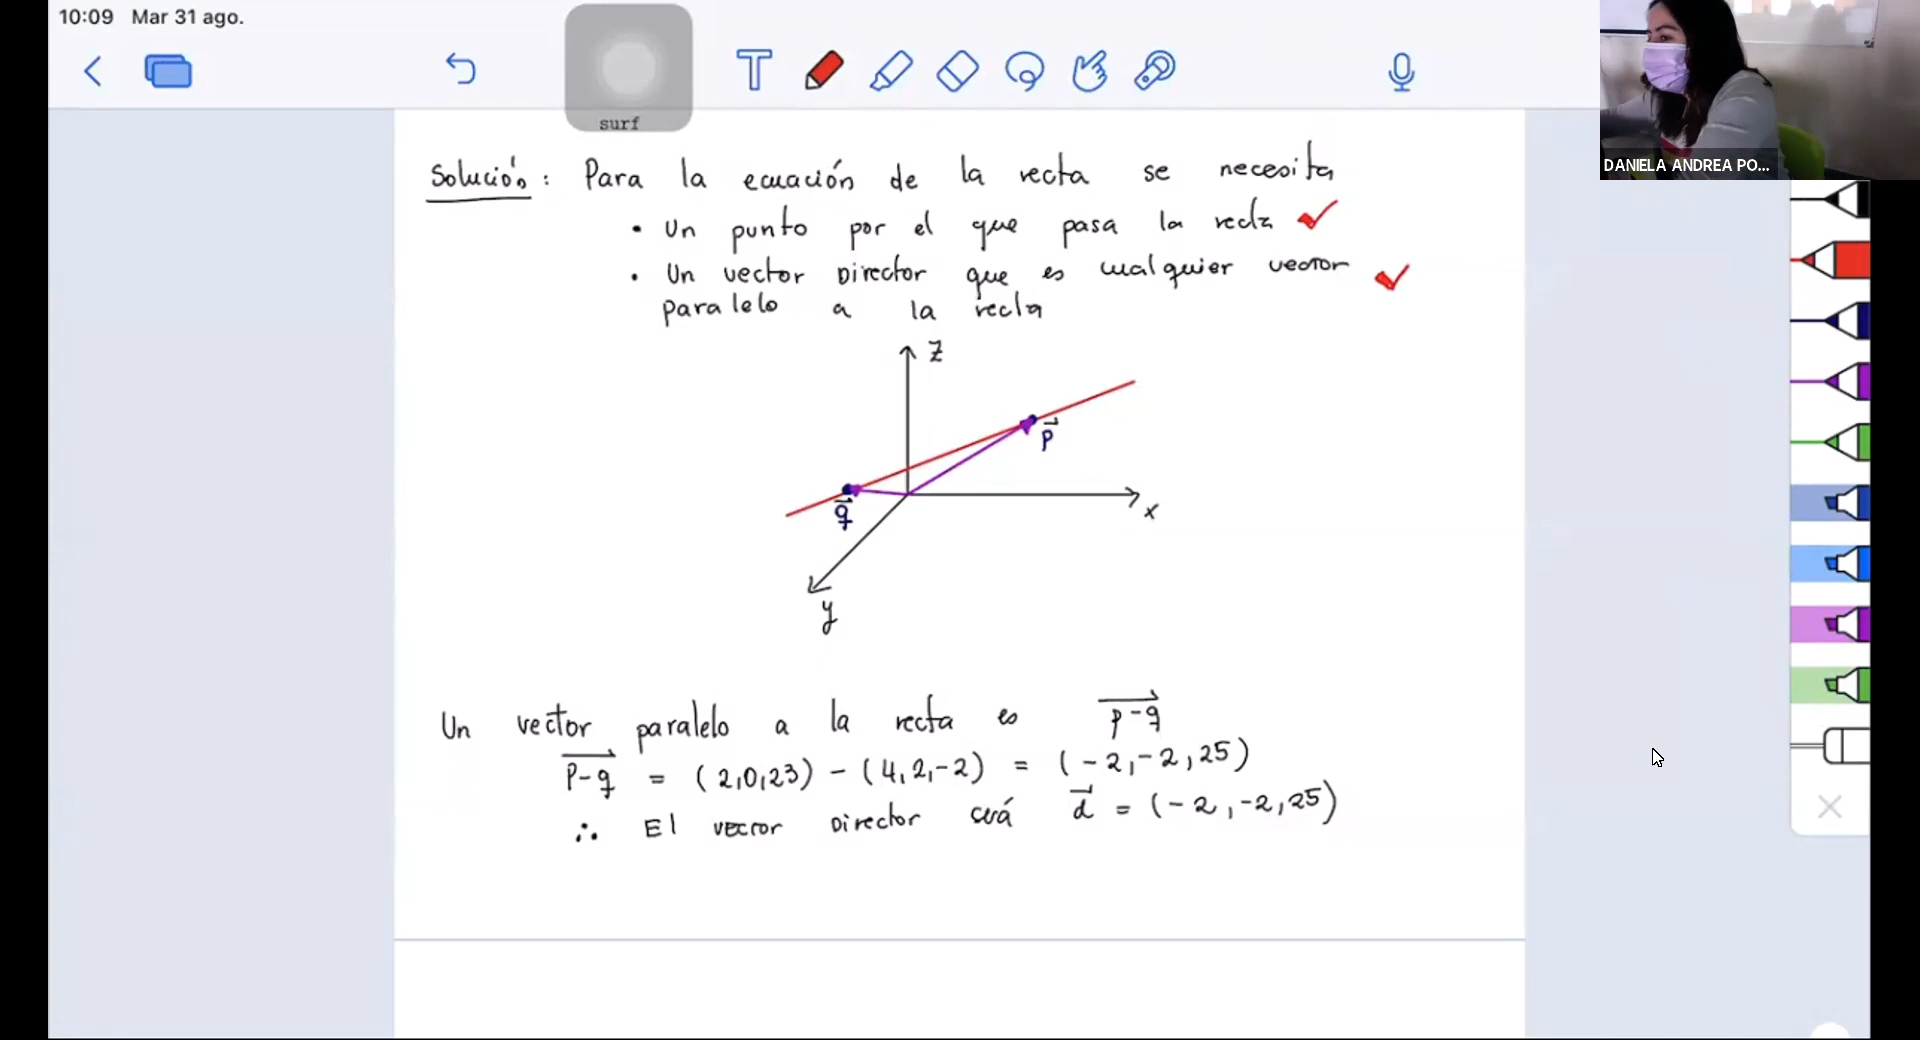 10:09 Mar 31 ago.
surf
DANIELA ANDREA PO...
Solución: Para la ecuación de la recta se necesita
• Un punto por el que pasa la recta ✓
• Un vector Director que es cualquier vector ✓
paralelo a la recta
Z
p
q
x
y
Un vector paralelo a la recta es p-q
P-q = (2,0,23) - (4,2,-2) = (-2,-2,25)
∴ El vector Director será d = (-2,-2,25)